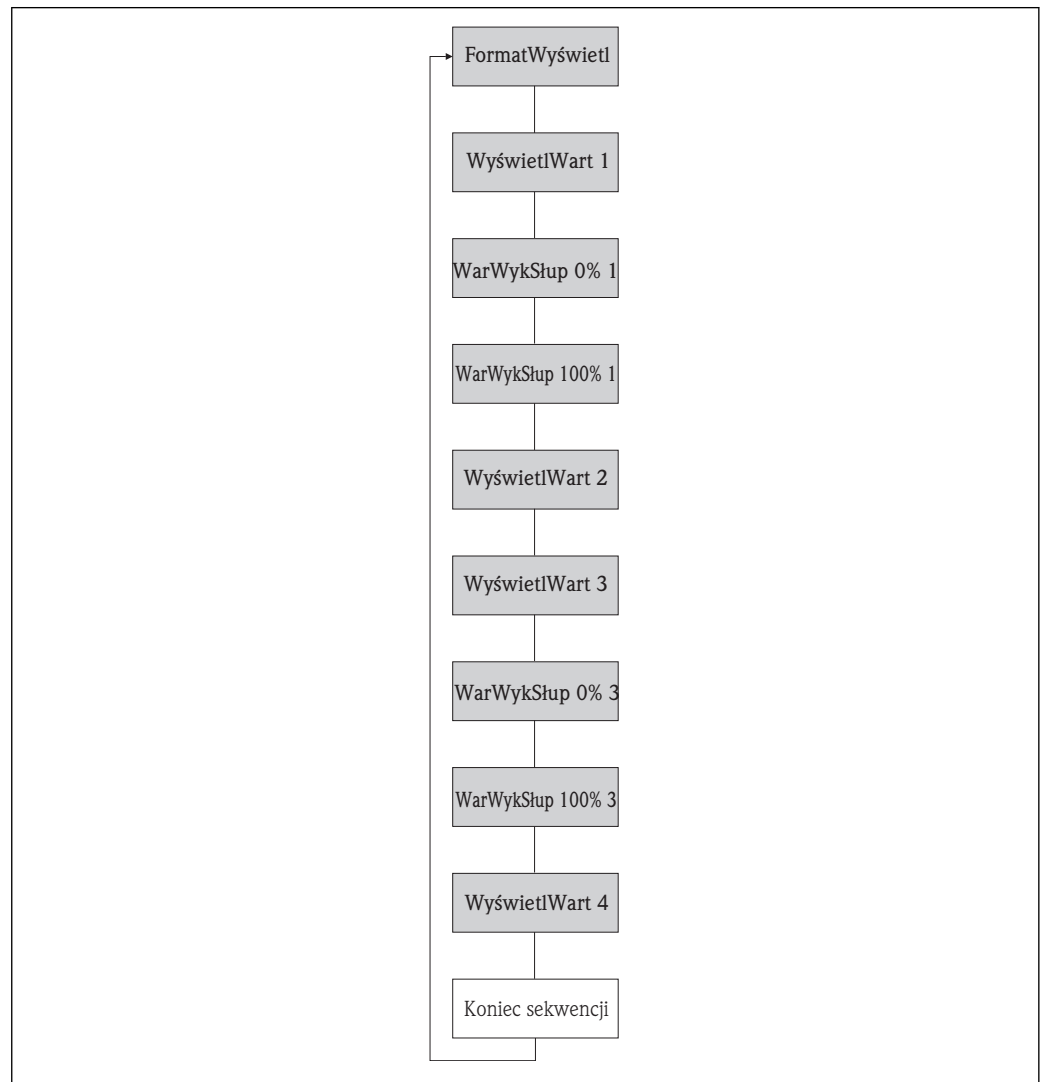 FormatWyświetl
WyświetlWart 1
WarWykSłup 0% 1
WarWykSłup 100% 1
WyświetlWart 2
WyświetlWart 3
WarWykSłup 0% 3
WarWykSłup 100% 3
WyświetlWart 4
Koniec sekwencji